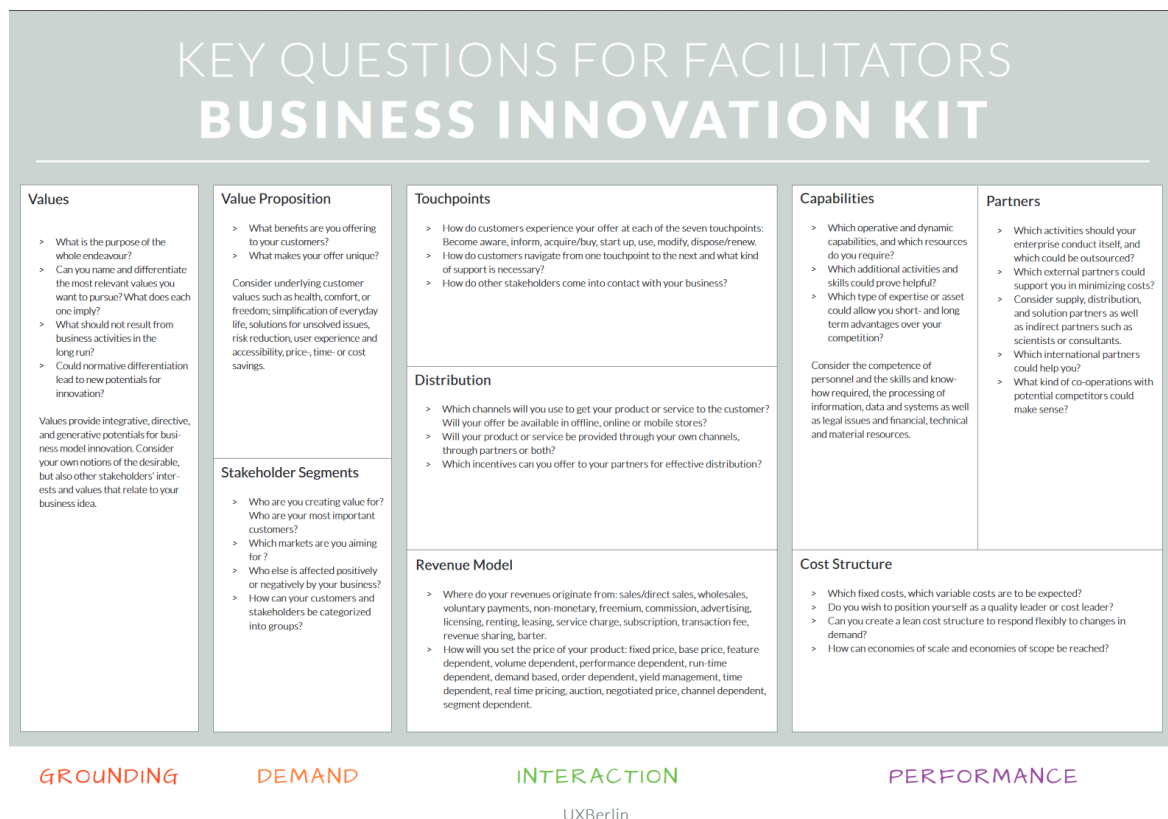 KEY QUESTIONS FOR FACILITATORS
BUSINESS INNOVATION KIT
Values
> What is the purpose of the
whole endeavour?
> Can you name and differentiate
the most relevant values you
want to pursue? What does each
one imply?
> What should not result from
business activities in the
long run?
> Could normative differentiation
lead to new potentials for
innovation?
Values provide integrative, directive,
and generative potentials for busi-
ness model innovation. Consider
your own notions of the desirable,
but also other stakeholders' inter-
ests and values that relate to your
business idea.
Value Proposition
> What benefits are you offering
to your customers?
> What makes your offer unique?
Consider underlying customer
values such as health, comfort, or
freedom; simplification of everyday
life, solutions for unsolved issues,
risk reduction, user experience and
accessibility, price-, time- or cost
savings.
Stakeholder Segments
> Who are you creating value for?
Who are your most important
customers?
> Which markets are you aiming
for ?
> Who else is affected positively
or negatively by your business?
> How can your customers and
stakeholders be categorized
into groups?
Touchpoints
> How do customers experience your offer at each of the seven touchpoints:
Become aware, inform, acquire/buy, start up, use, modify, dispose/renew.
> How do customers navigate from one touchpoint to the next and what kind
of support is necessary?
> How do other stakeholders come into contact with your business?
Distribution
> Which channels will you use to get your product or service to the customer?
Will your offer be available in offline, online or mobile stores?
> Will your product or service be provided through your own channels,
through partners or both?
> Which incentives can you offer to your partners for effective distribution?
Revenue Model
> Where do your revenues originate from: sales/direct sales, wholesales,
voluntary payments, non-monetary, freemium, commission, advertising,
licensing, renting, leasing, service charge, subscription, transaction fee,
revenue sharing, barter.
> How will you set the price of your product: fixed price, base price, feature
dependent, volume dependent, performance dependent, run-time
dependent, demand based, order dependent, yield management, time
dependent, real time pricing, auction, negotiated price, channel dependent,
segment dependent.
Capabilities
> Which operative and dynamic
capabilities, and which resources
do you require?
> Which additional activities and
skills could prove helpful?
> Which type of expertise or asset
could allow you short- and long
term advantages over your
competition?
Consider the competence of
personnel and the skills and know-
how required, the processing of
information, data and systems as well
as legal issues and financial, technical
and material resources.
Partners
> Which activities should your
enterprise conduct itself, and
which could be outsourced?
> Which external partners could
support you in minimizing costs?
> Consider supply, distribution,
and solution partners as well
as indirect partners such as
scientists or consultants.
> Which international partners
could help you?
> What kind of co-operations with
potential competitors could
make sense?
Cost Structure
> Which fixed costs, which variable costs are to be expected?
> Do you wish to position yourself as a quality leader or cost leader?
> Can you create a lean cost structure to respond flexibly to changes in
demand?
> How can economies of scale and economies of scope be reached?
GROUNDING
DEMAND
INTERACTION
PERFORMANCE
UXBerlin